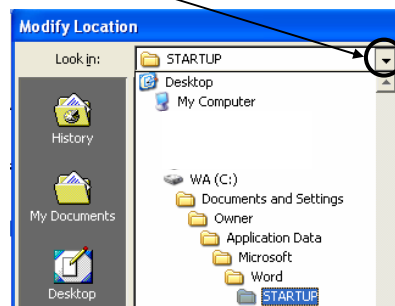 Modify Location
Look in:
STARTUP
Desktop
My Computer
History
WA (C:)
Documents and Settings
My Documents
Owner
Application Data
Microsoft
Word
Desktop
STARTUP